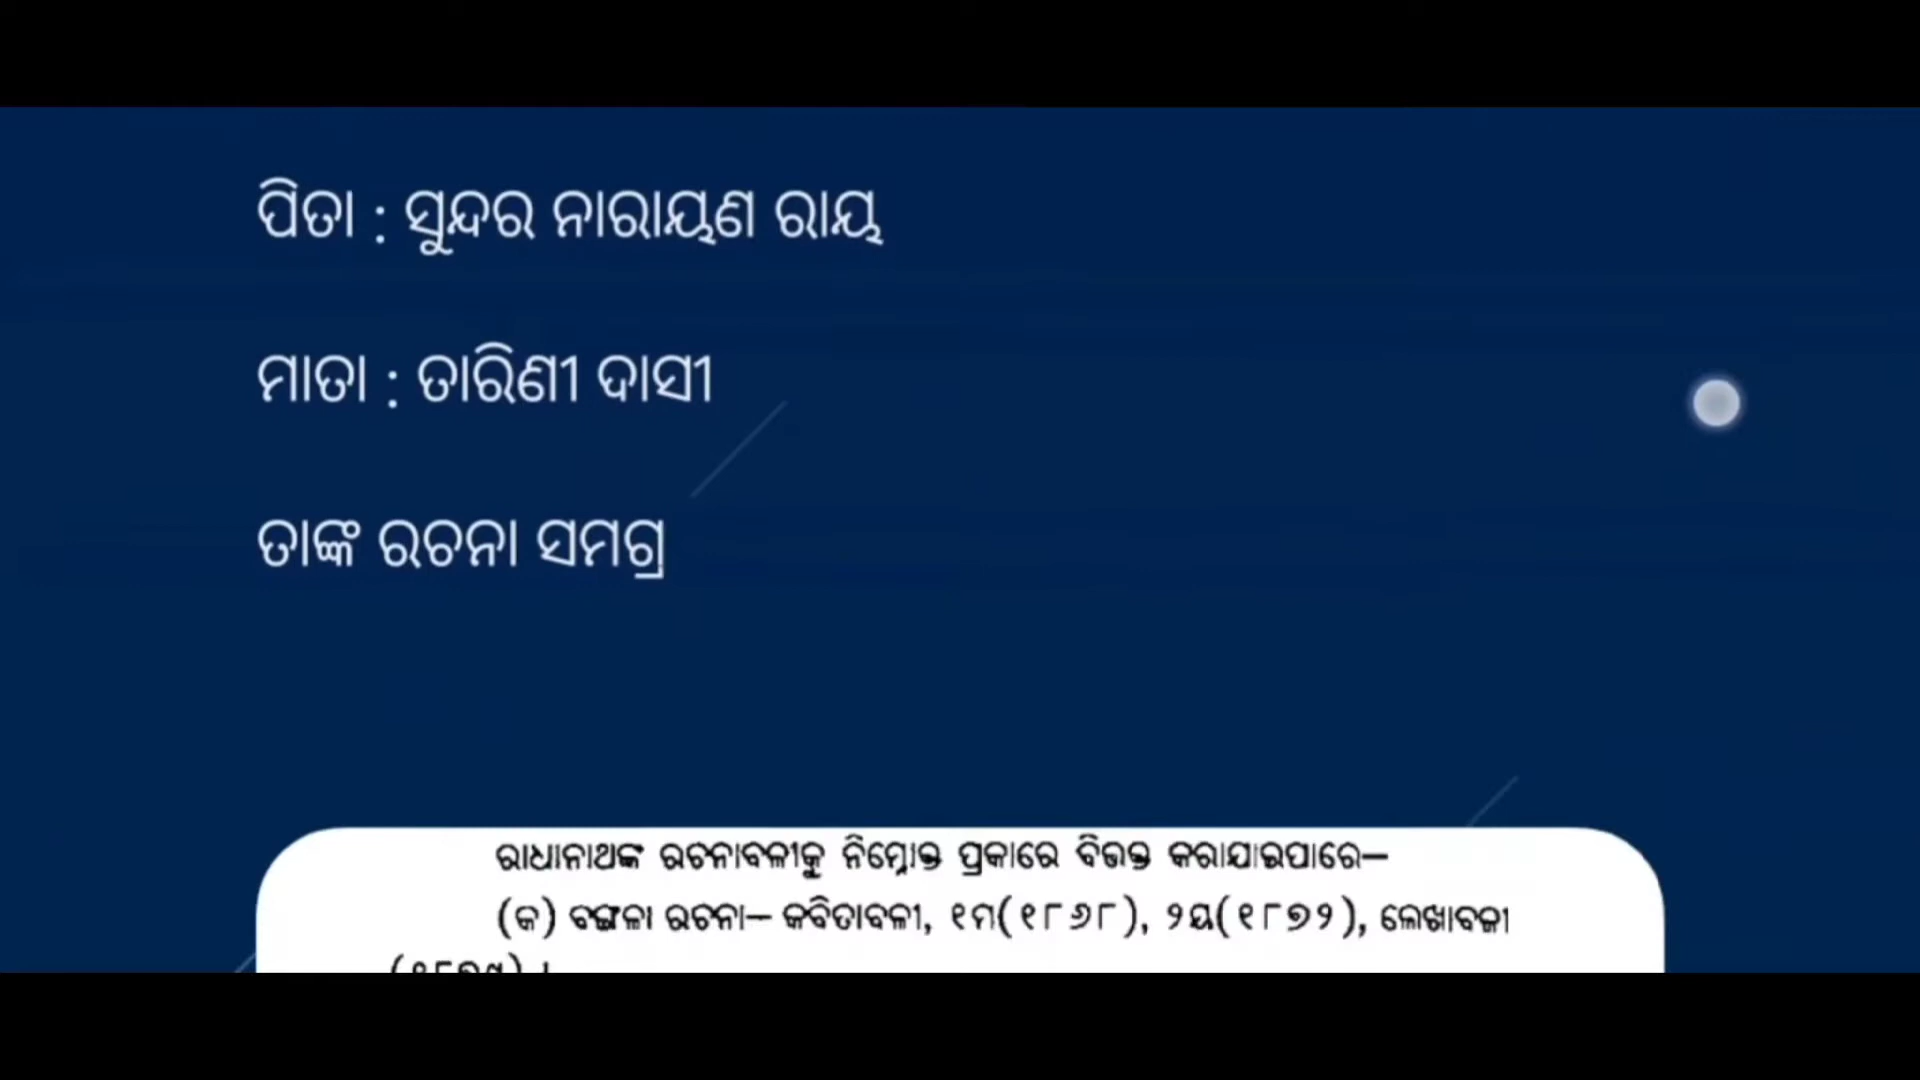 ପିତା : ସୁନ୍ଦର ନାରାୟଣ ରାୟ
ମାତା : ତାରିଣୀ ଦାସୀ
ତାଙ୍କ ରଚନା ସମଗ୍ର
ରାଧାନାଥଙ୍କ ରଚନାବଳୀକୁ ନିମ୍ନୋକ୍ତ ପ୍ରକାରେ ବିଭକ୍ତ କରାଯାଇପାରେ—
(କ) ବଙ୍ଗଳା ରଚନା— କବିତାବଳୀ, ୧ମ(୧୮୬୮), ୨ୟ(୧୮୭୨), ଲେଖାବଳୀ